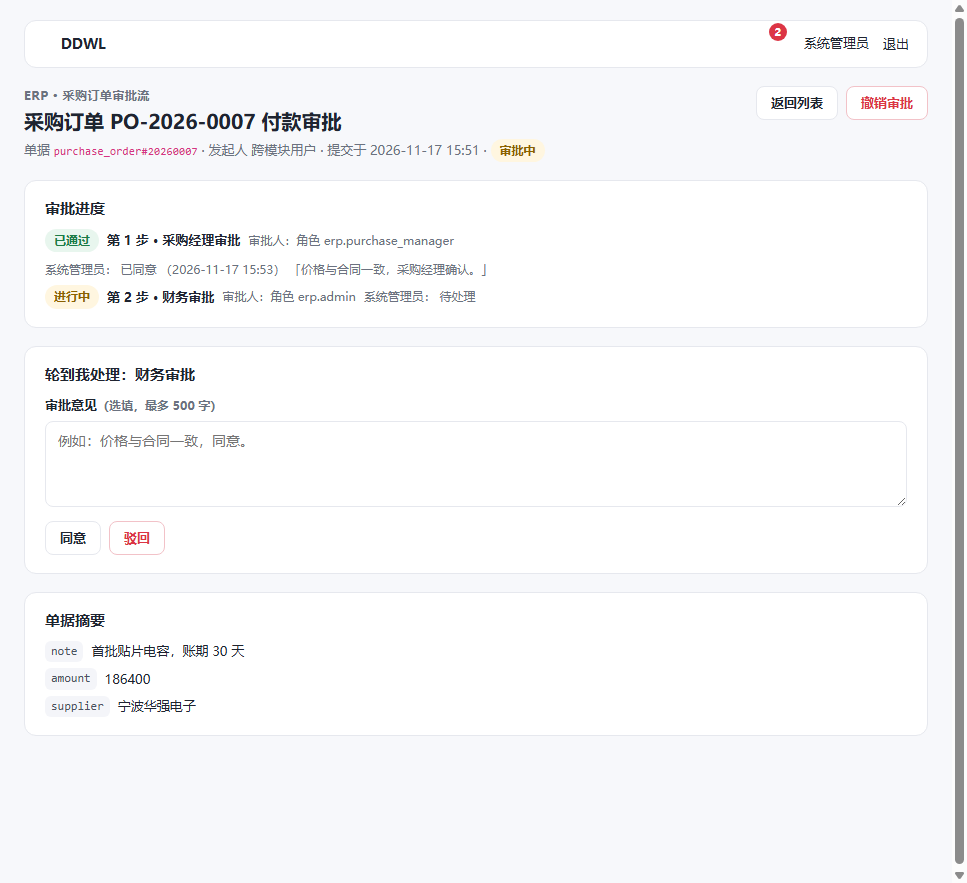 DDWL
2
系统管理员 退出
ERP • 采购订单审批流
采购订单 PO-2026-0007 付款审批
返回列表 撤销审批
单据 purchase_order#20260007 · 发起人 跨模块用户 · 提交于 2026-11-17 15:51 · 审批中
审批进度
已通过 第 1 步 • 采购经理审批 审批人：角色 erp.purchase_manager
系统管理员： 已同意 （2026-11-17 15:53） 「价格与合同一致，采购经理确认。」
进行中 第 2 步 • 财务审批 审批人：角色 erp.admin 系统管理员： 待处理
轮到我处理：财务审批
审批意见 (选填，最多 500 字)
例如：价格与合同一致，同意。
同意 驳回
单据摘要
note 首批贴片电容，账期 30 天
amount 186400
supplier 宁波华强电子